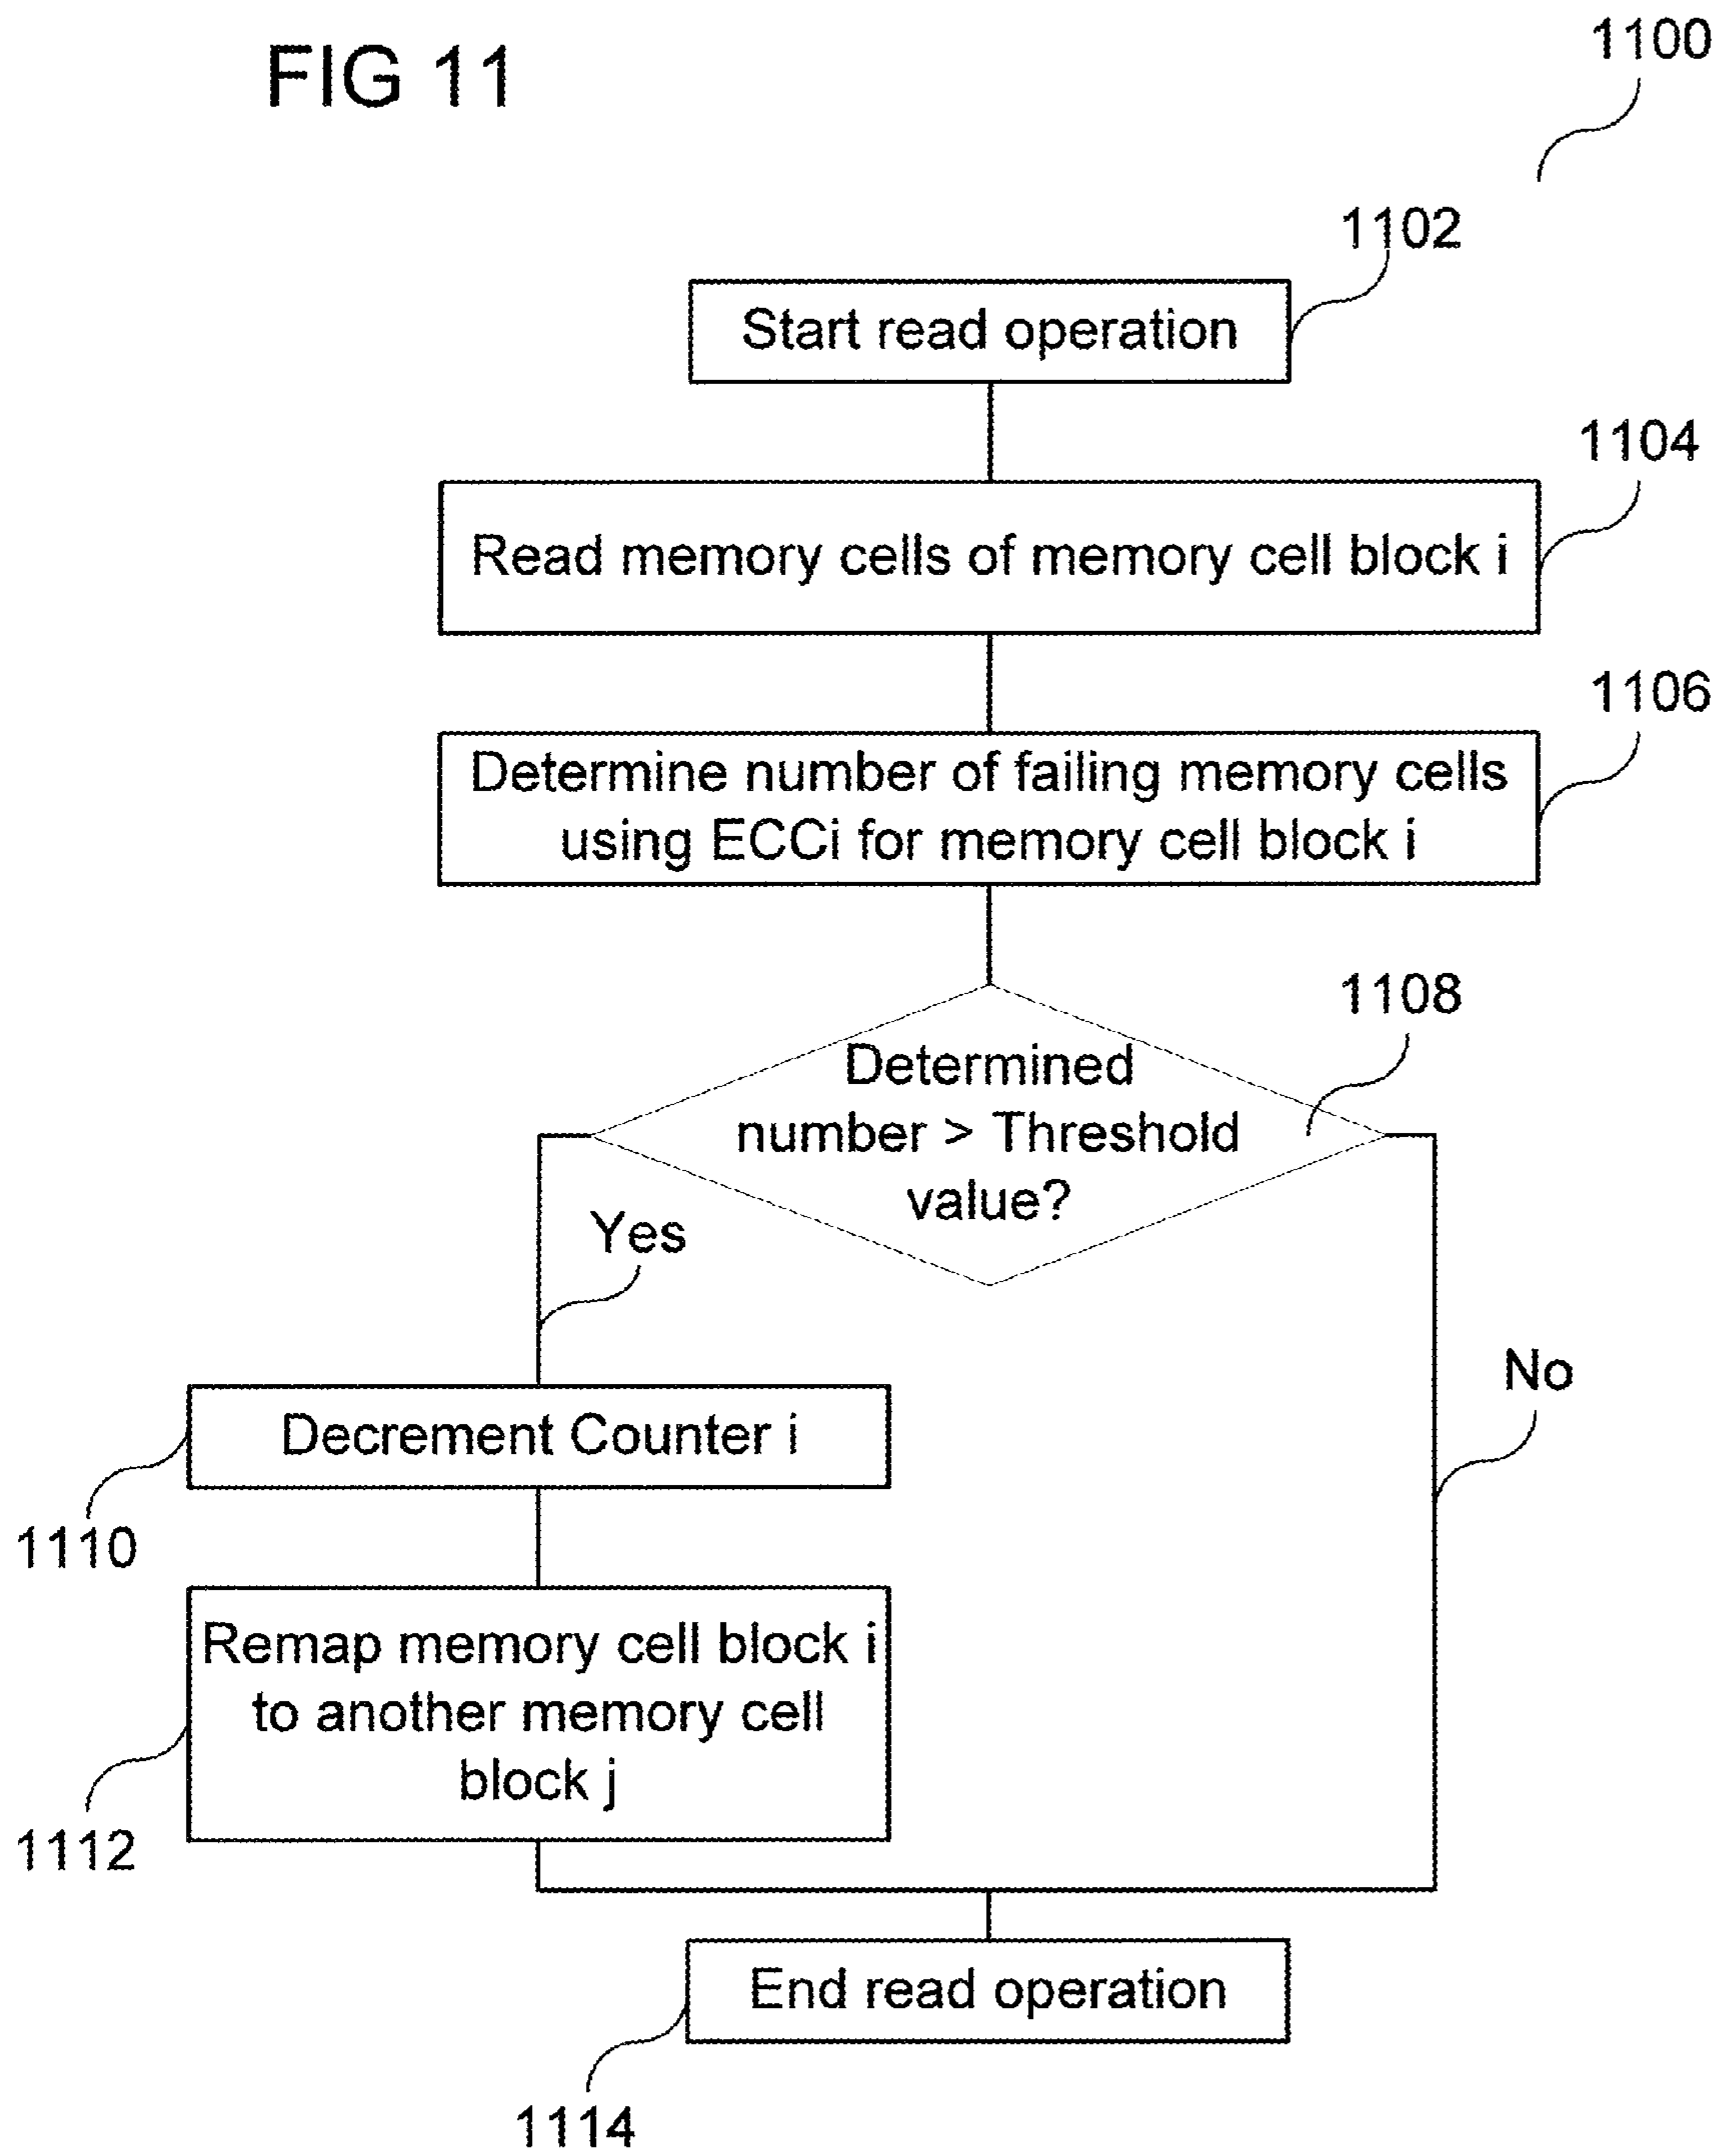 FIG 11
1100
1102
Start read operation
1104
Read memory cells of memory cell block i
1106
Determine number of failing memory cells
using ECCi for memory cell block i
1108
Determined
number > Threshold
value?
Yes
No
Decrement Counter i
1110
Remap memory cell block i
to another memory cell
block j
1112
End read operation
1114